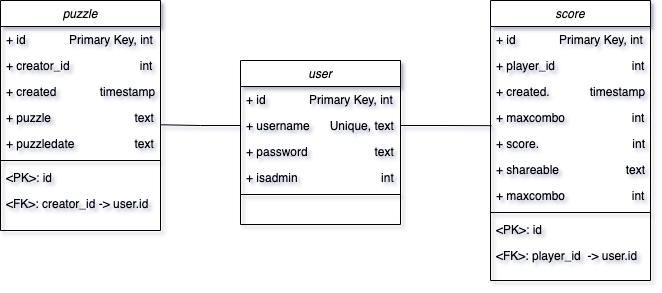 puzzle
+ id Primary Key, int
+ creator_id int
+ created timestamp
+ puzzle text
+ puzzledate text
<PK>: id
<FK>: creator_id -> user.id
user
+ id Primary Key, int
+ username Unique, text
+ password text
+ isadmin int
score
+ id Primary Key, int
+ player_id int
+ created. timestamp
+ maxcombo int
+ score. int
+ shareable text
+ maxcombo int
<PK>: id
<FK>: player_id -> user.id